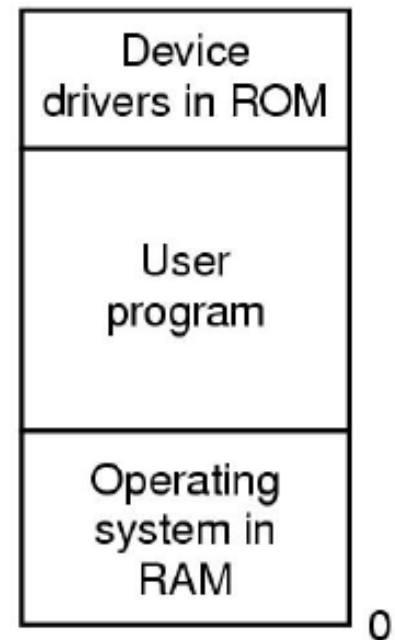 Device
drivers in ROM
User
program
Operating
system in
RAM
0